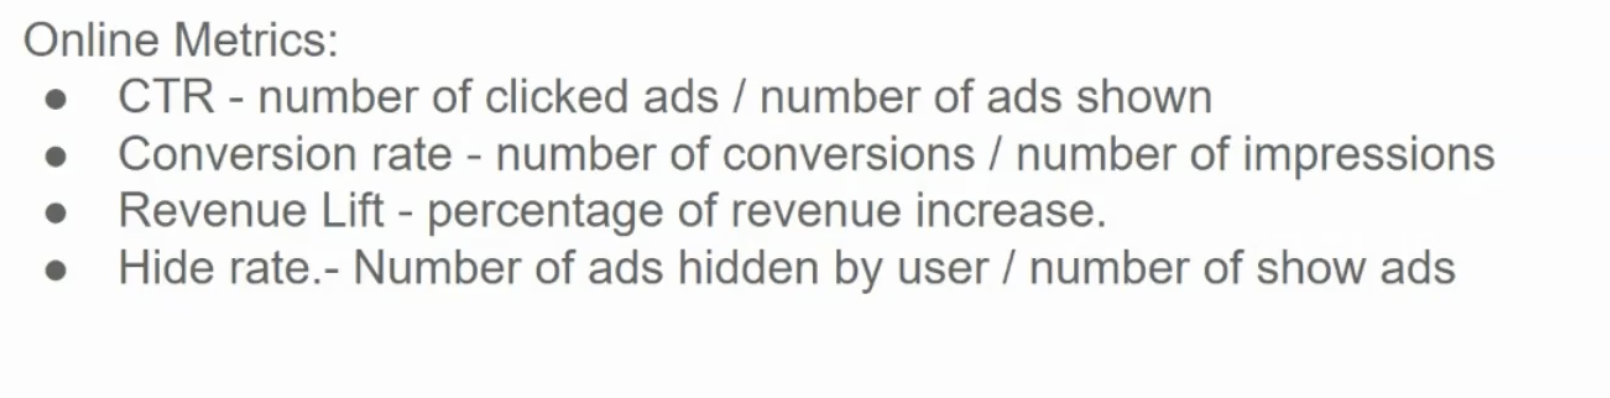 Online Metrics:
● CTR - number of clicked ads / number of ads shown
● Conversion rate - number of conversions / number of impressions
● Revenue Lift - percentage of revenue increase.
● Hide rate.- Number of ads hidden by user / number of show ads